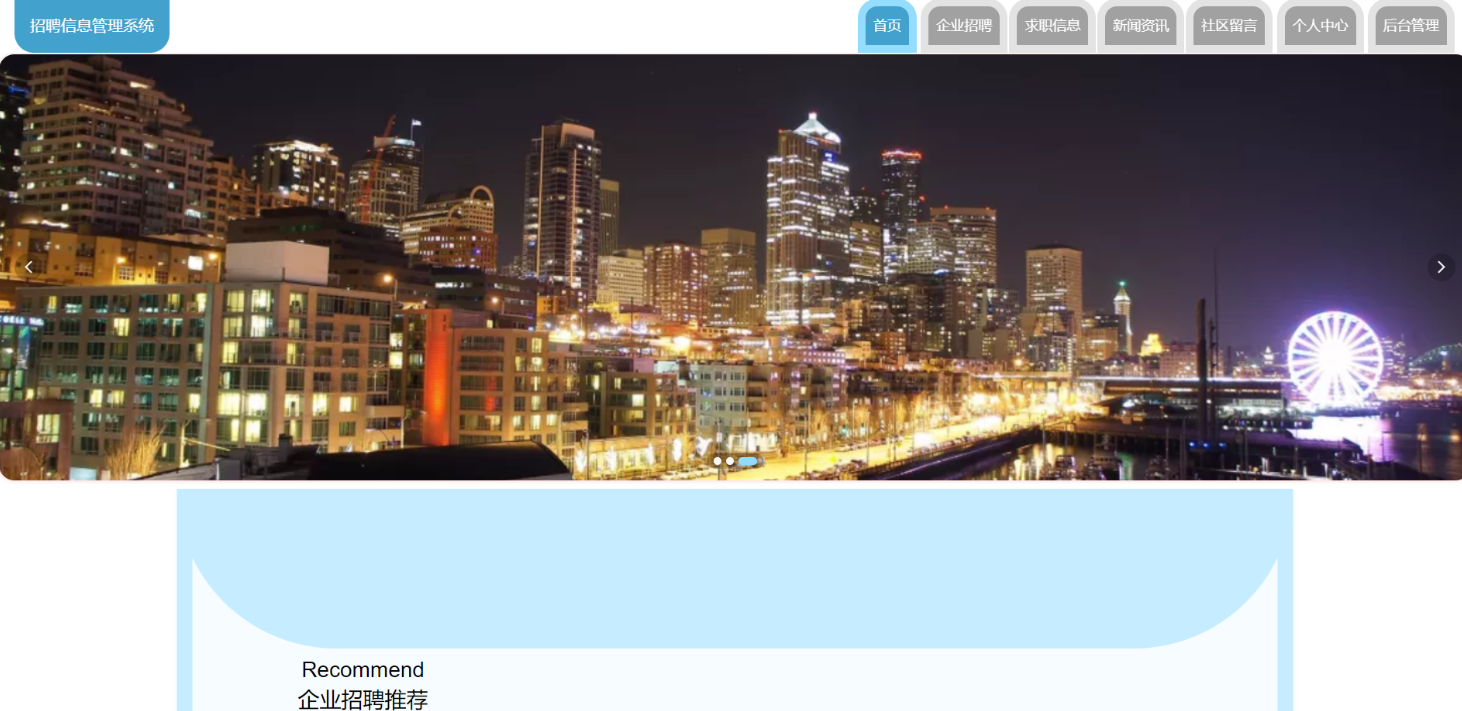 招聘信息管理系统
首页
企业招聘
求职信息
新闻资讯
社区留言
个人中心
后台管理
Recommend
企业招聘推荐